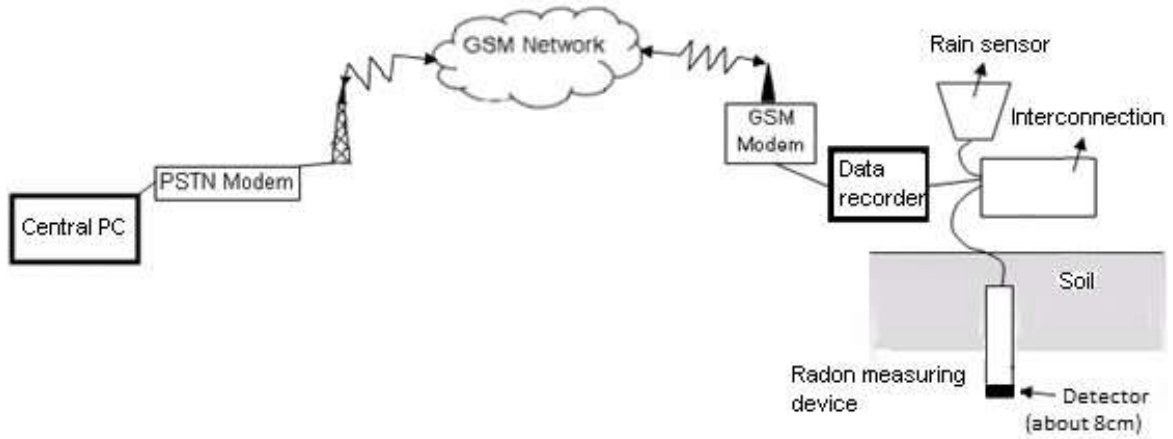 GSM Network
Rain sensor
GSM
Modem
Interconnection
Data
recorder
PSTN Modem
Central PC
Soil
Radon measuring
device
Detector
(about 8cm)